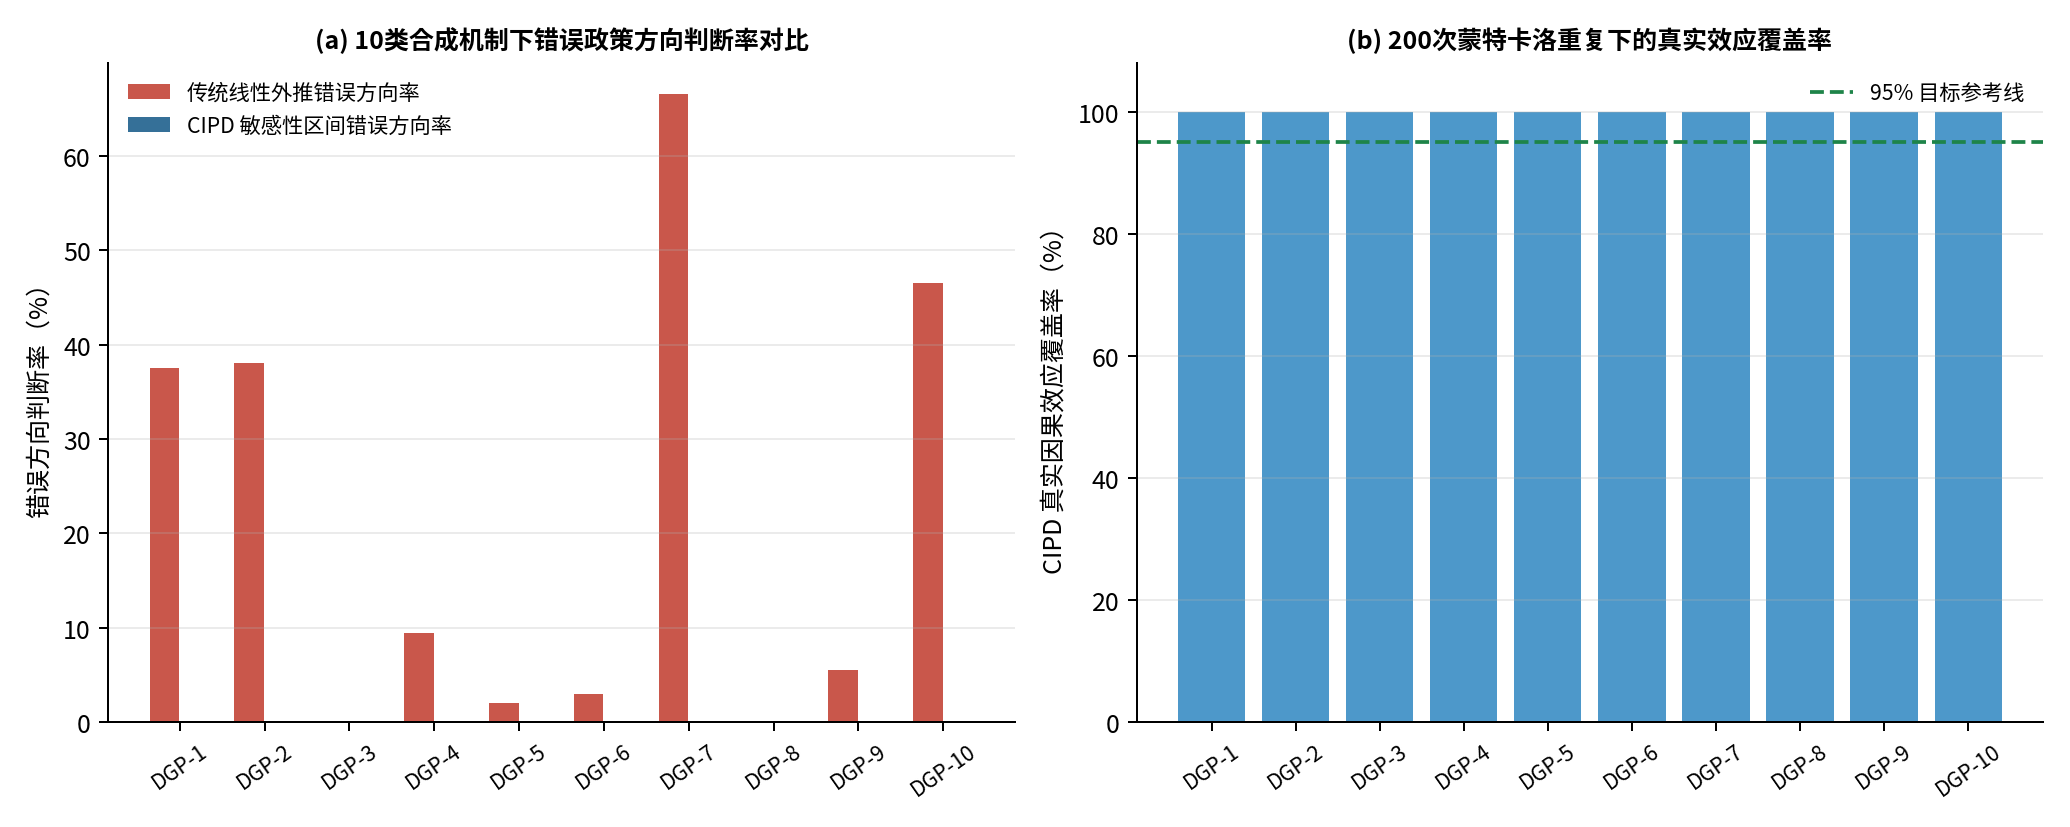 (a) 10类合成机制下错误政策方向判断率对比
传统线性外推错误方向率
CIPD 敏感性区间错误方向率
错误方向判断率（%）
60
50
40
30
20
10
0
DGP-1
DGP-2
DGP-3
DGP-4
DGP-5
DGP-6
DGP-7
DGP-8
DGP-9
DGP-10
(b) 200次蒙特卡洛重复下的真实效应覆盖率
95% 目标参考线
CIPD 真实因果效应覆盖率（%）
100
80
60
40
20
0
DGP-1
DGP-2
DGP-3
DGP-4
DGP-5
DGP-6
DGP-7
DGP-8
DGP-9
DGP-10